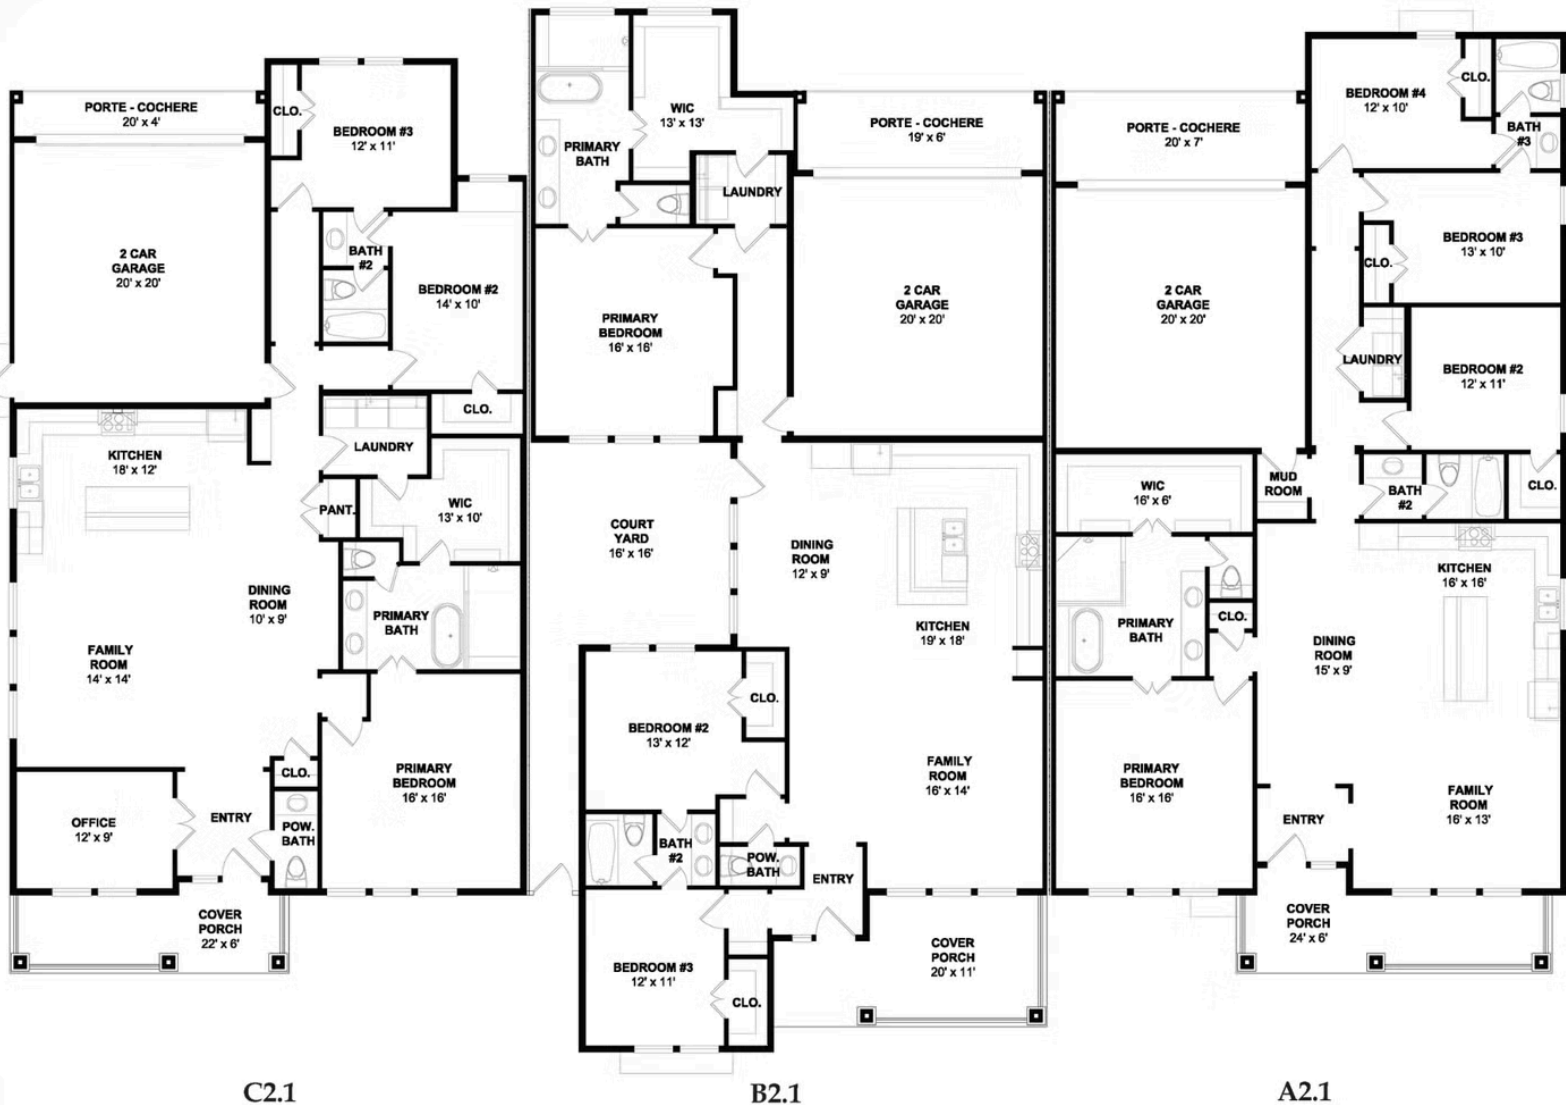 PORTE - COCHERE
20' x 4'
CLO.
BEDROOM #3
12' x 11'
2 CAR
GARAGE
20' x 20'
BATH
#2
BEDROOM #2
14' x 10'
CLO.
KITCHEN
18' x 12'
LAUNDRY
WIC
13' x 10'
PANT.
DINING
ROOM
10' x 9'
PRIMARY
BATH
FAMILY
ROOM
14' x 14'
CLO.
PRIMARY
BEDROOM
16' x 16'
OFFICE
12' x 9'
ENTRY
POW.
BATH
COVER
PORCH
22' x 6'
C2.1
WIC
13' x 13'
PRIMARY
BATH
PORTE - COCHERE
19' x 6'
LAUNDRY
2 CAR
GARAGE
20' x 20'
PRIMARY
BEDROOM
16' x 16'
COURT
YARD
16' x 16'
DINING
ROOM
12' x 9'
KITCHEN
19' x 18'
CLO.
BEDROOM #2
13' x 12'
FAMILY
ROOM
16' x 14'
BATH
#2
POW.
BATH
ENTRY
BEDROOM #3
12' x 11'
CLO.
COVER
PORCH
20' x 11'
B2.1
BEDROOM #4
12' x 10'
CLO.
PORTE - COCHERE
20' x 7'
BATH
#3
BEDROOM #3
13' x 10'
CLO.
2 CAR
GARAGE
20' x 20'
LAUNDRY
BEDROOM #2
12' x 11'
WIC
16' x 6'
MUD
ROOM
BATH
#2
CLO.
KITCHEN
16' x 16'
CLO.
PRIMARY
BATH
DINING
ROOM
15' x 9'
PRIMARY
BEDROOM
16' x 16'
FAMILY
ROOM
16' x 13'
ENTRY
COVER
PORCH
24' x 6'
A2.1